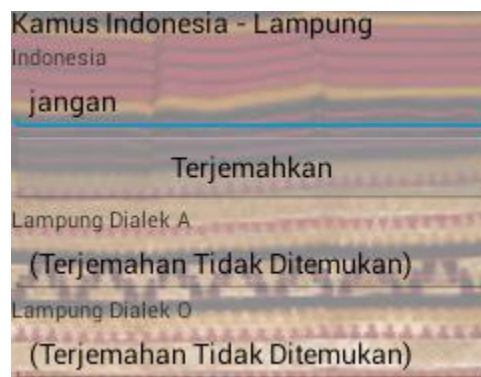 Kamus Indonesia - Lampung
Indonesia
jangan
Terjemahkan
Lampung Dialek A
(Terjemahan Tidak Ditemukan)
Lampung Dialek O
(Terjemahan Tidak Ditemukan)